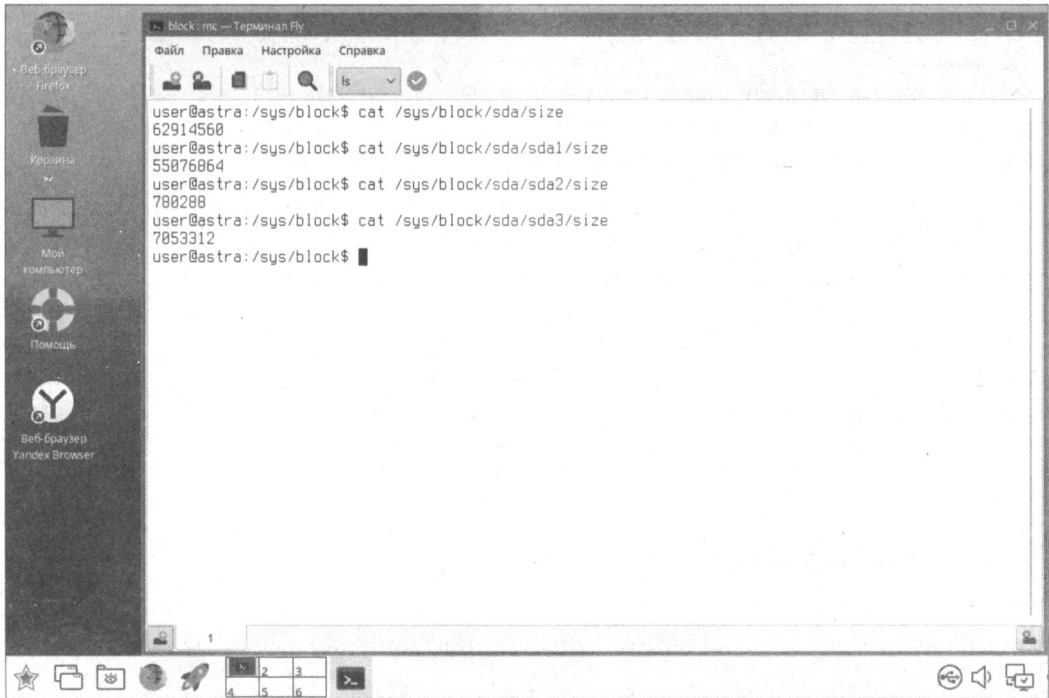 block : mc — Терминал Fly
Файл Правка Настройка Справка
ls
user@astra:/sys/block$ cat /sys/block/sda/size
62914560
user@astra:/sys/block$ cat /sys/block/sda/sda1/size
55076864
user@astra:/sys/block$ cat /sys/block/sda/sda2/size
780288
user@astra:/sys/block$ cat /sys/block/sda/sda3/size
7053312
user@astra:/sys/block$
Веб-браузер
Firefox
Корзина
Мой
компьютер
Помощь
Веб-браузер
Yandex Browser
1
2 3
4 5 6